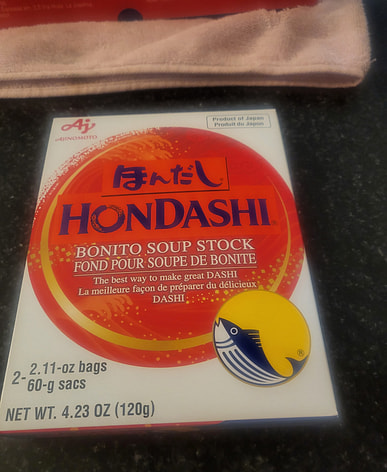 Aj
AJINOMOTO
Product of Japan
Produit du Japon
ほんだし
HONDASHI®
BONITO SOUP STOCK
FOND POUR SOUPE DE BONITE
The best way to make great DASHI
La meilleure façon de préparer du délicieux
DASHI
2- 2.11-oz bags
60-g sacs
®
NET WT. 4.23 OZ (120g)